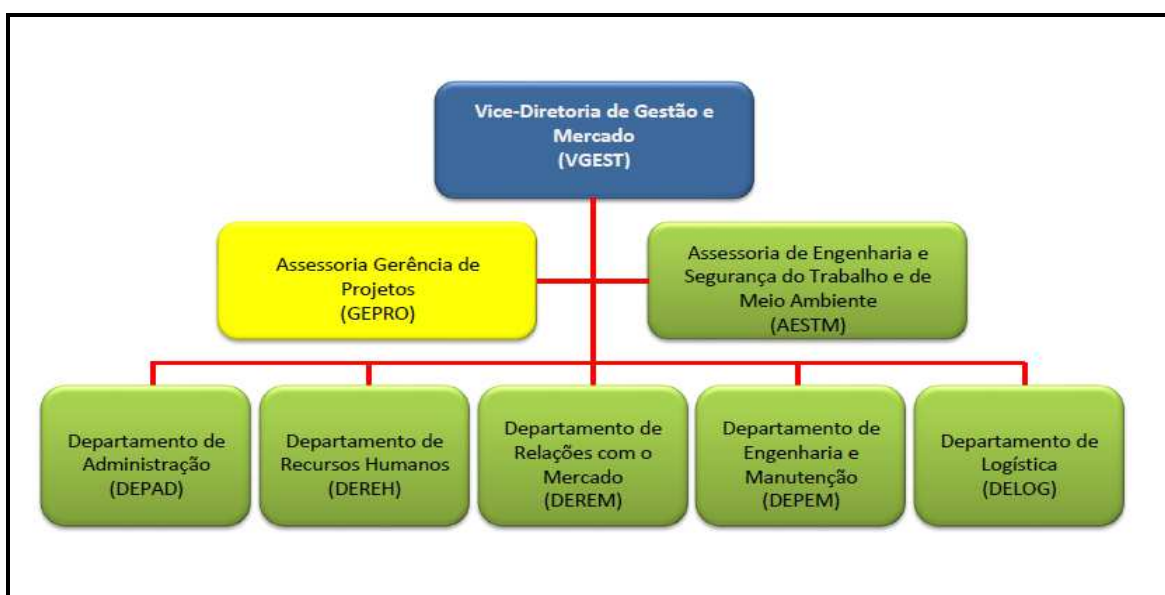 Vice-Diretoria de Gestão e
Mercado
(VGEST)
Assessoria Gerência de
Projetos
(GEPRO)
Assessoria de Engenharia e
Segurança do Trabalho e de
Meio Ambiente
(AESTM)
Departamento de
Administração
(DEPAD)
Departamento de
Recursos Humanos
(DEREH)
Departamento de
Relações com o
Mercado
(DEREM)
Departamento de
Engenharia e
Manutenção
(DEPEM)
Departamento de
Logística
(DELOG)